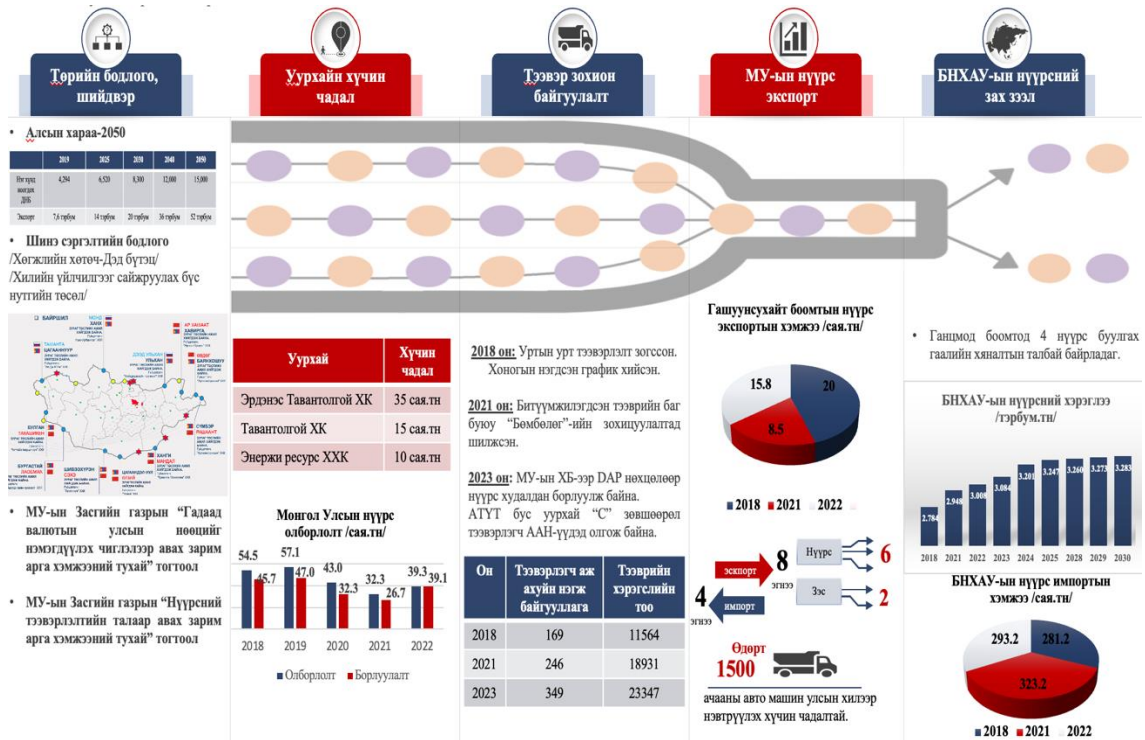 Төрийн бодлого,
шийдвэр
Уурхайн хүчин
чадал
Тээвэр зохион
байгуулалт
МУ-ын нүүрс
экспорт
БНХАУ-ын нүүрсний
зах зээл
• Алсын хараа-2050
2019 2025 2030 2040 2050
Нэг хүнд
ногдох
ДНБ
4,294 6,520 8,300 12,000 15,000
Экспорт 7,6 тэрбум 14 тэрбум 20 тэрбум 36 тэрбум 52 тэрбум
• Шинэ сэргэлтийн бодлого
/Хөгжлийн хөтөч-Дэд бүтэц/
/Хилийн үйлчилгээг сайжруулах бүс
нутгийн төсөл/
БАЙРШИЛ
• МУ-ын Засгийн газрын “Гадаад
валютын улсын нөөцийг
нэмэгдүүлэх чиглэлээр авах зарим
арга хэмжээний тухай” тогтоол
• МУ-ын Засгийн газрын “Нүүрсний
тээвэрлэлтийн талаар авах зарим
арга хэмжээний тухай” тогтоол
Уурхай Хүчин
чадал
Эрдэнэс Тавантолгой ХК 35 сая.тн
Тавантолгой ХК 15 сая.тн
Энержи ресурс ХХК 10 сая.тн
Монгол Улсын нүүрс
олборлолт /сая.тн/
54.5 45.7 57.1 47.0 43.0 32.3 32.3 26.7 39.3 39.1
2018 2019 2020 2021 2022
Олборлолт Борлуулалт
2018 он: Уртын урт тээвэрлэлт зогссон.
Хоногын нэгдсэн график хийсэн.
2021 он: Битүүмжилэгдсэн тээврийн баг
буюу “Бөмбөлөг”-ийн зохицуулалтад
шилжсэн.
2023 он: МУ-ын ХБ-ээр DAP нөхцөлөөр
нүүрс худалдан борлуулж байна.
АТҮТ бус уурхай “С” зөвшөөрөл
тээвэрлэгч ААН-үүдэд олгож байна.
Он Тээвэрлэгч аж
ахуйн нэгж
байгууллага
Тээврийн
хэрэгслийн
тоо
2018 169 11564
2021 246 18931
2023 349 23347
Гашуунсухайт боомтын нүүрс
экспортын хэмжээ /сая.тн/
15.8 20
8.5
2018 2021 2022
экспорт
импорт
4
эгнээ
8
эгнээ
Нүүрс
Зэс
6
2
Өдөрт
1500
ачааны авто машин улсын хилээр
нэвтрүүлэх хүчин чадалтай.
• Ганцмод боомтод 4 нүүрс буулгах
гаалийн хяналтын талбай байрладаг.
БНХАУ-ын нүүрсний хэрэглээ
/тэрбум.тн/
2.784 2.948 3.008 3.084 3.201 3.247 3.260 3.273 3.283
2018 2021 2022 2023 2024 2025 2028 2029 2030
БНХАУ-ын нүүрс импортын
хэмжээ /сая.тн/
293.2 281.2
323.2
2018 2021 2022